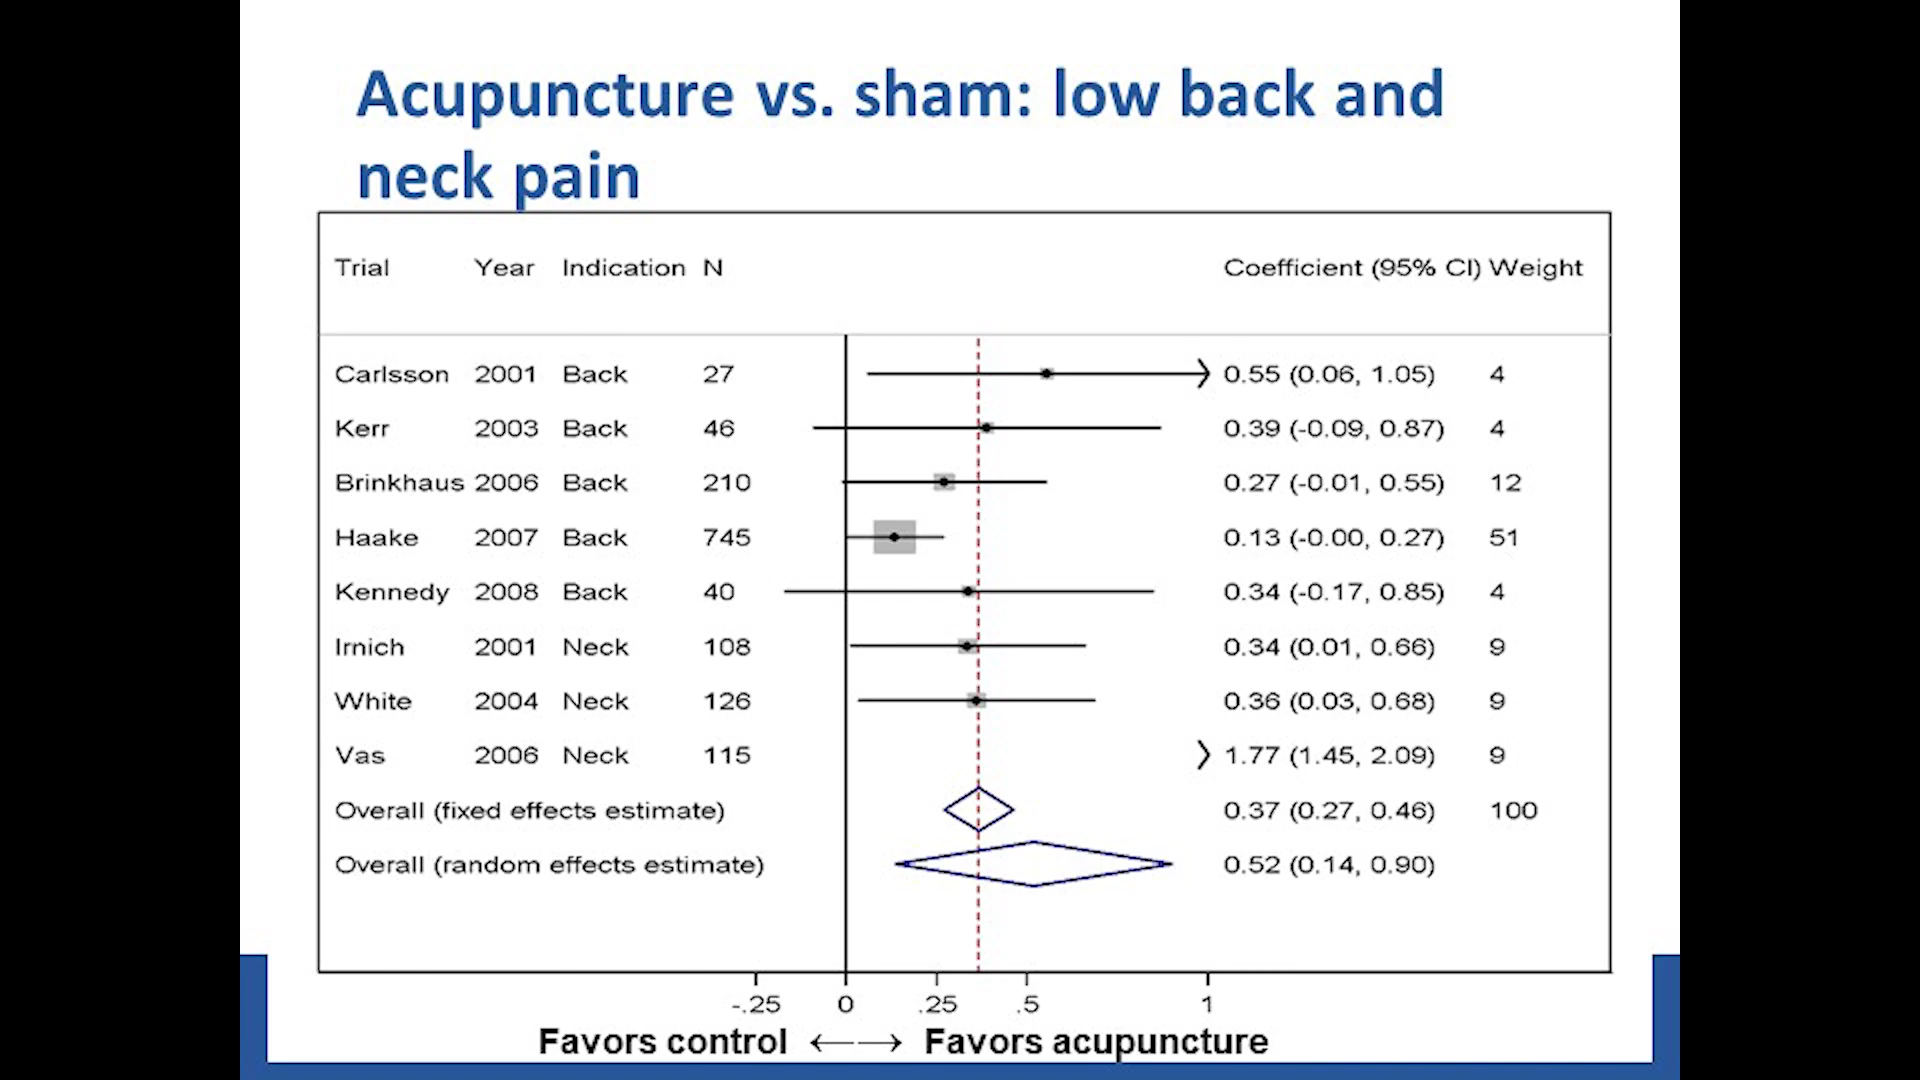 Acupuncture vs. sham: low back and
neck pain
Trial Year Indication N Coefficient (95% CI) Weight
Carlsson 2001 Back 27 0.55 (0.06, 1.05) 4
Kerr 2003 Back 46 0.39 (-0.09, 0.87) 4
Brinkhaus 2006 Back 210 0.27 (-0.01, 0.55) 12
Haake 2007 Back 745 0.13 (-0.00, 0.27) 51
Kennedy 2008 Back 40 0.34 (-0.17, 0.85) 4
Irnich 2001 Neck 108 0.34 (0.01, 0.66) 9
White 2004 Neck 126 0.36 (0.03, 0.68) 9
Vas 2006 Neck 115 1.77 (1.45, 2.09) 9
Overall (fixed effects estimate) 0.37 (0.27, 0.46) 100
Overall (random effects estimate) 0.52 (0.14, 0.90)
-.25 0 .25 .5 1
Favors control ←–→ Favors acupuncture